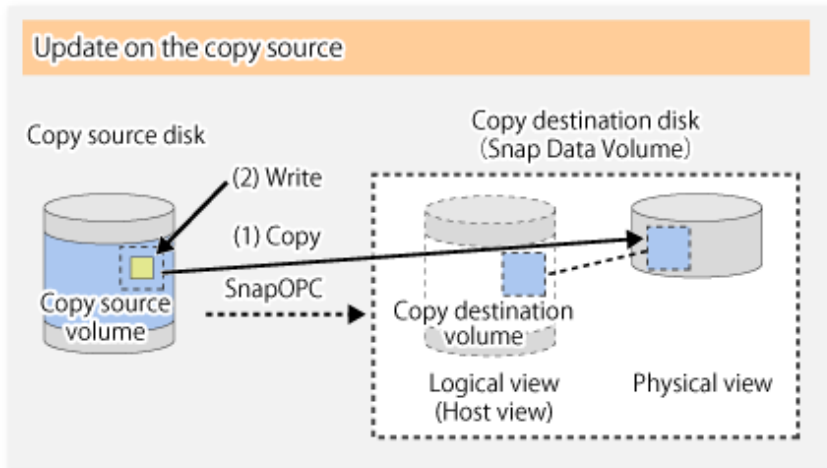 Update on the copy source
Copy source disk
Copy destination disk
(Snap Data Volume)
(2) Write
(1) Copy
SnapOPC
Copy source
volume
Copy destination
volume
Logical view
(Host view)
Physical view